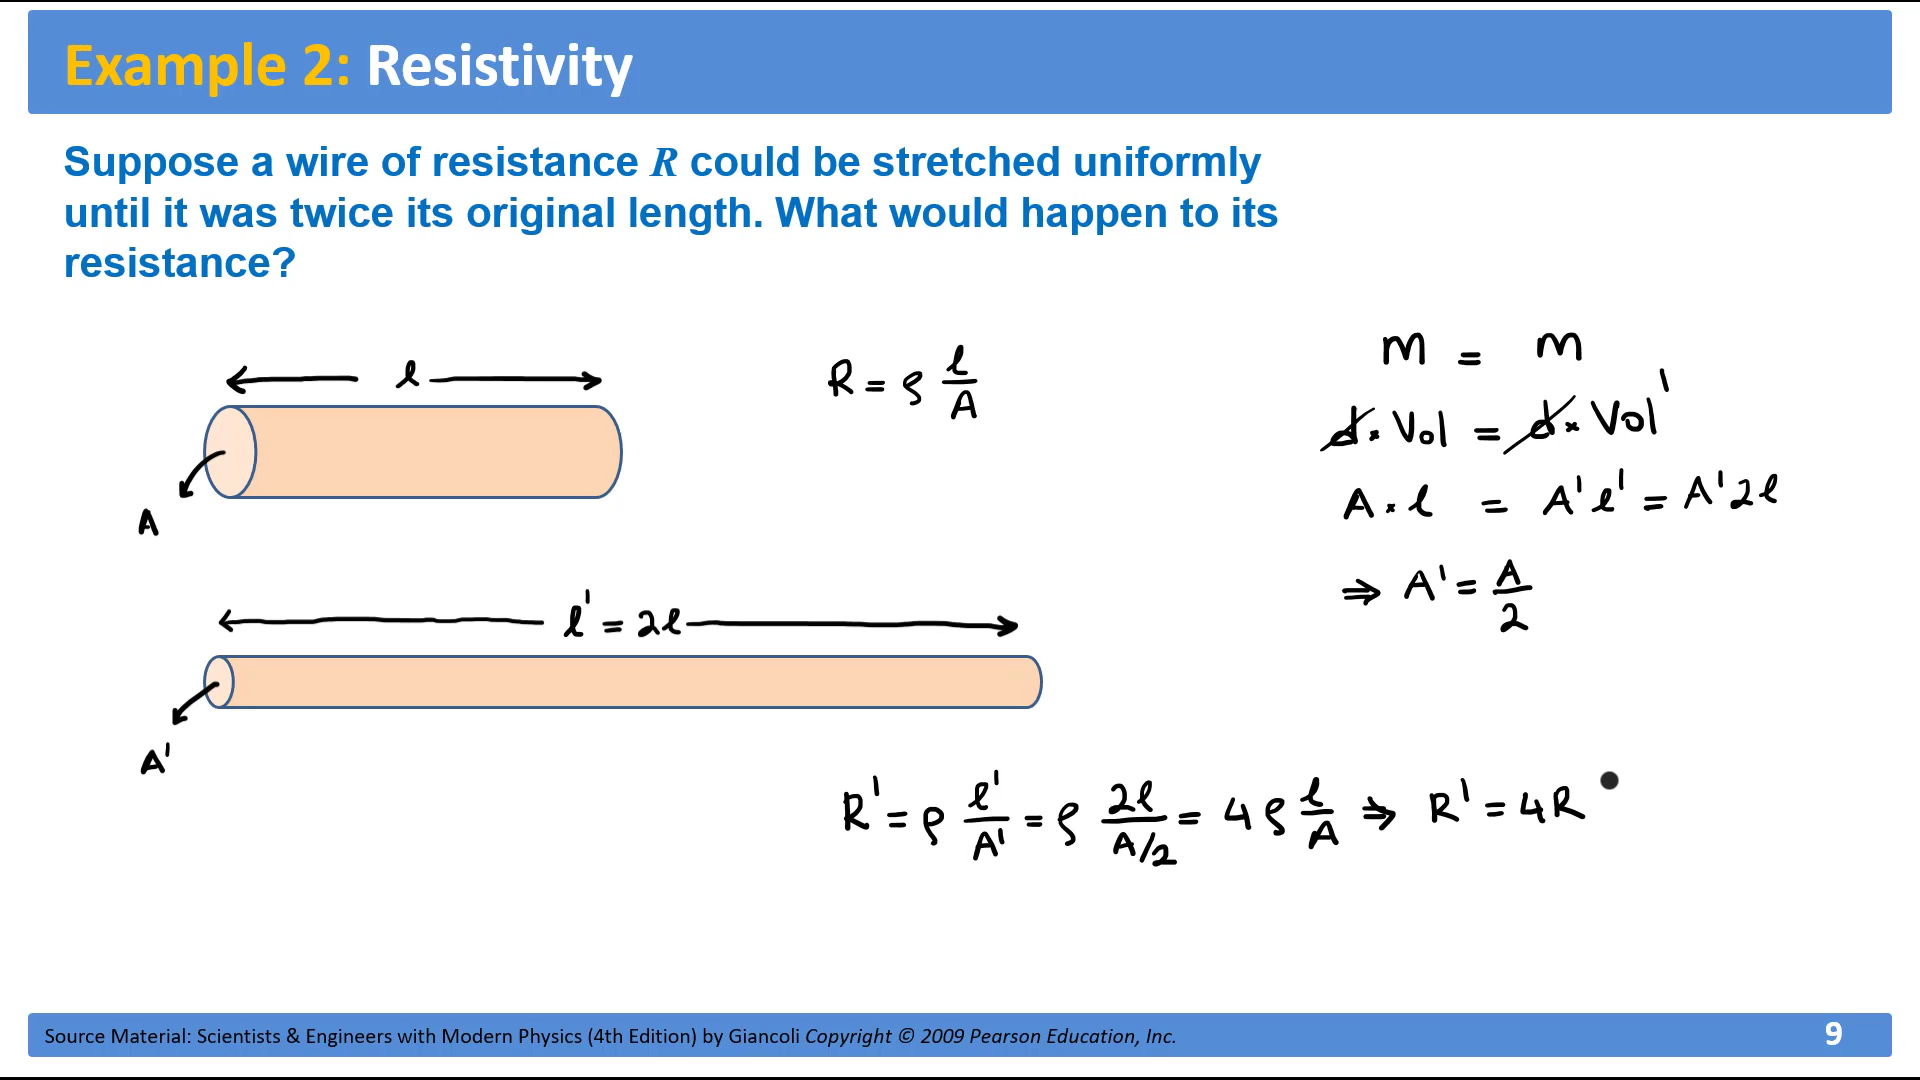 Example 2: Resistivity
Suppose a wire of resistance R could be stretched uniformly
until it was twice its original length. What would happen to its
resistance?
l
A
R = ρ l/A
m = m
d · Vol = d · Vol'
A · l = A' l' = A' 2l
⇒ A' = A/2
l' = 2l
A'
R' = ρ l'/A' = ρ 2l/(A/2) = 4 ρ l/A ⇒ R' = 4R
Source Material: Scientists & Engineers with Modern Physics (4th Edition) by Giancoli Copyright © 2009 Pearson Education, Inc.
9